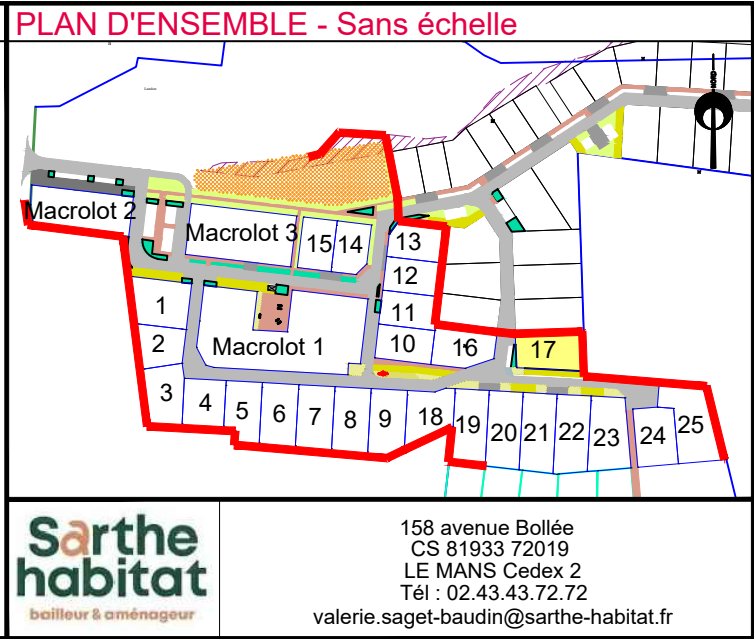 PLAN D'ENSEMBLE - Sans échelle
Macrolot 2
Macrolot 3
15
14
13
12
11
10
16
17
1
2
3
Macrolot 1
4
5
6
7
8
9
18
19
20
21
22
23
24
25
Sarthe
habitat
bailleur & aménageur
158 avenue Bollée
CS 81933 72019
LE MANS Cedex 2
Tél : 02.43.43.72.72
valerie.saget-baudin@sarthe-habitat.fr